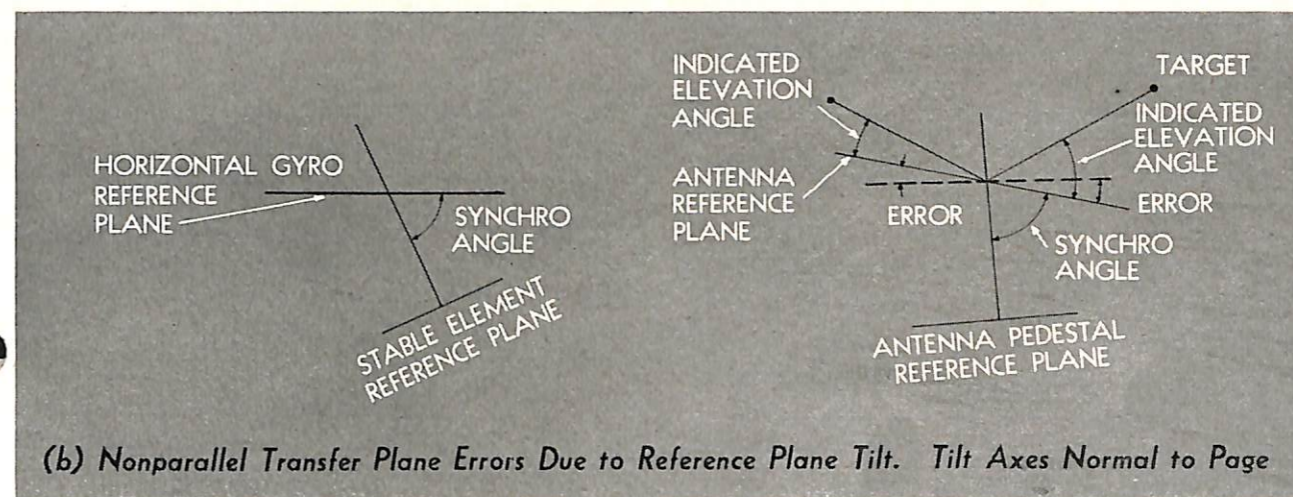 HORIZONTAL GYRO
REFERENCE
PLANE
SYNCHRO
ANGLE
STABLE ELEMENT
REFERENCE PLANE
INDICATED
ELEVATION
ANGLE
ANTENNA
REFERENCE
PLANE
ERROR
TARGET
INDICATED
ELEVATION
ANGLE
ERROR
SYNCHRO
ANGLE
ANTENNA PEDESTAL
REFERENCE PLANE
(b) Nonparallel Transfer Plane Errors Due to Reference Plane Tilt. Tilt Axes Normal to Page